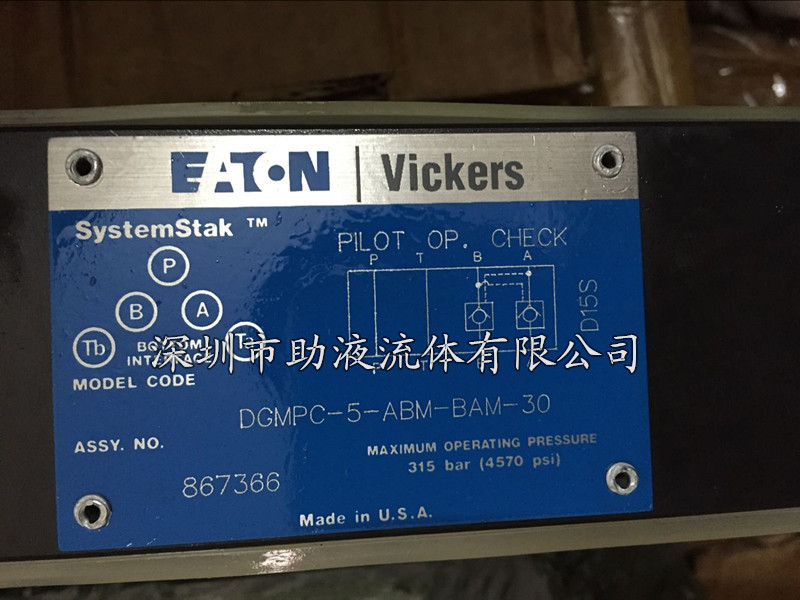 EATON | Vickers
SystemStak ™
PILOT OP. CHECK
P T B A
P
B A
Tb
D15S
深圳市助液流体有限公司
MODEL CODE
DGMPC-5-ABM-BAM-30
ASSY. NO.
MAXIMUM OPERATING PRESSURE
315 bar (4570 psi)
867366
Made in U.S.A.